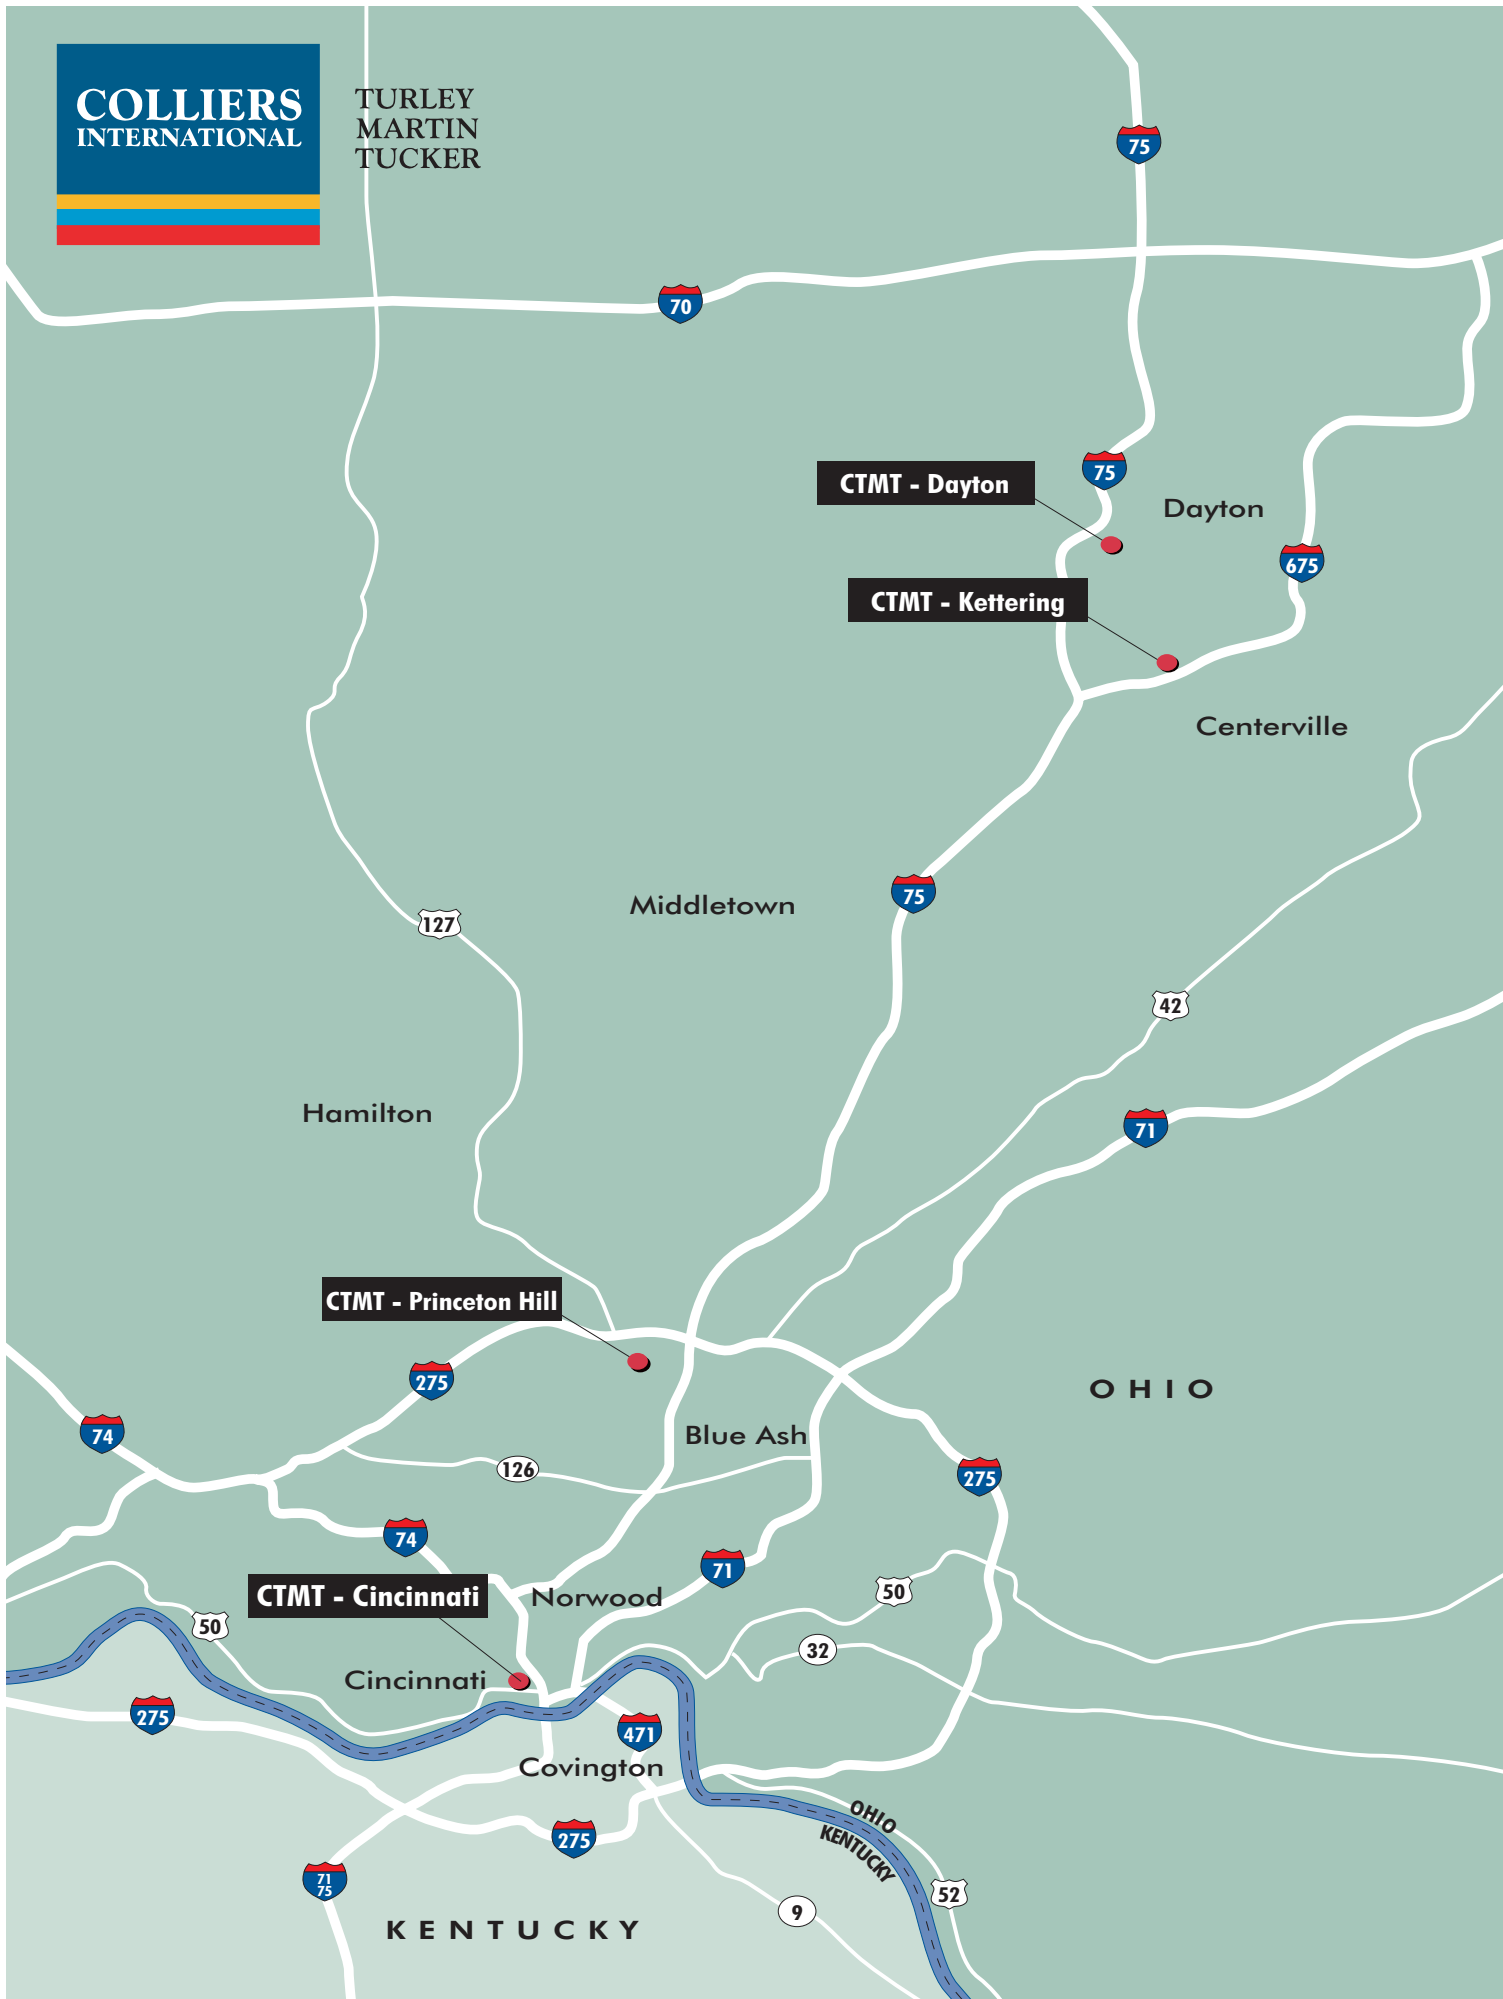 COLLIERS
INTERNATIONAL
TURLEY
MARTIN
TUCKER
75
70
75
CTMT - Dayton
Dayton
675
CTMT - Kettering
Centerville
75
Middletown
127
42
Hamilton
71
CTMT - Princeton Hill
275
OHIO
74
Blue Ash
126
275
74
71
CTMT - Cincinnati
Norwood
50
50
32
Cincinnati
275
471
Covington
OHIO
KENTUCKY
275
71
75
52
9
KENTUCKY